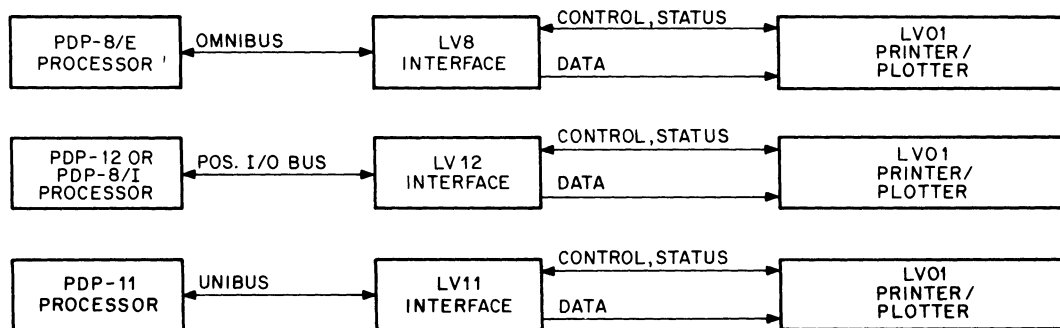 PDP-8/E
PROCESSOR
OMNIBUS
LV8
INTERFACE
CONTROL, STATUS
DATA
LV01
PRINTER/
PLOTTER
PDP-12 OR
PDP-8/I
PROCESSOR
POS. I/O BUS
LV12
INTERFACE
CONTROL, STATUS
DATA
LV01
PRINTER/
PLOTTER
PDP-11
PROCESSOR
UNIBUS
LV11
INTERFACE
CONTROL, STATUS
DATA
LV01
PRINTER/
PLOTTER